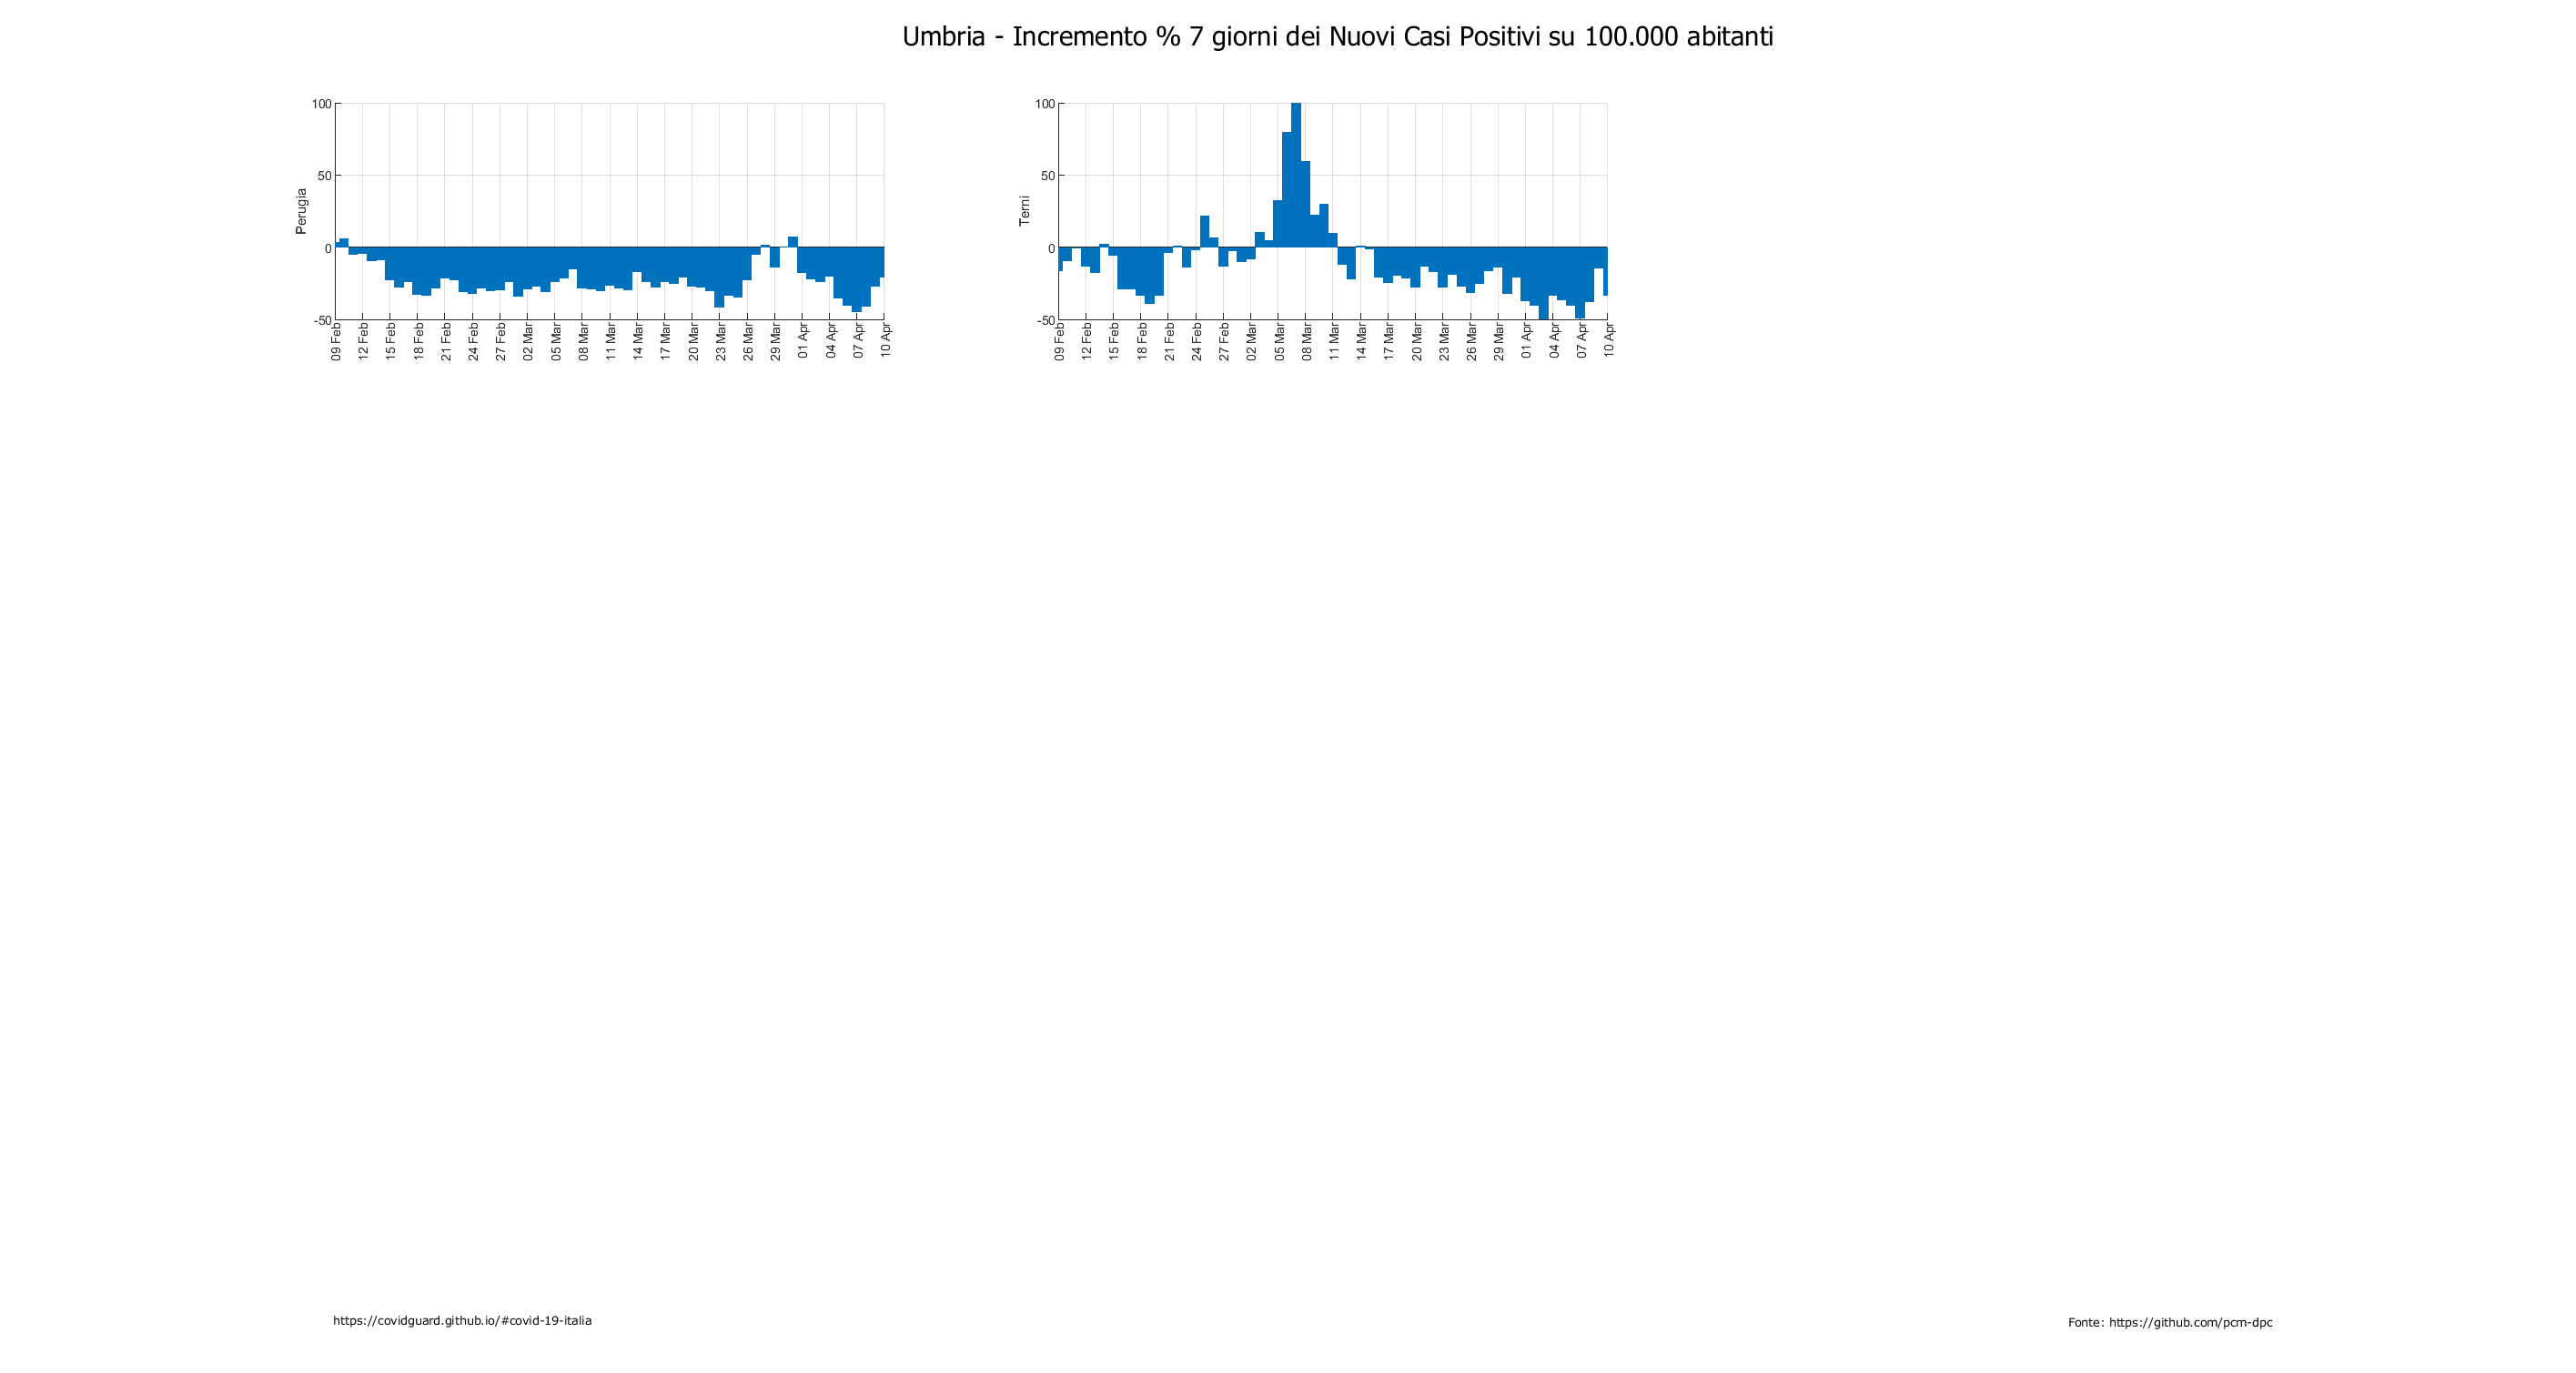 Umbria - Incremento % 7 giorni dei Nuovi Casi Positivi su 100.000 abitanti
Perugia
100
50
0
-50
09 Feb
12 Feb
15 Feb
18 Feb
21 Feb
24 Feb
27 Feb
02 Mar
05 Mar
08 Mar
11 Mar
14 Mar
17 Mar
20 Mar
23 Mar
26 Mar
29 Mar
01 Apr
04 Apr
07 Apr
10 Apr
Terni
100
50
0
-50
09 Feb
12 Feb
15 Feb
18 Feb
21 Feb
24 Feb
27 Feb
02 Mar
05 Mar
08 Mar
11 Mar
14 Mar
17 Mar
20 Mar
23 Mar
26 Mar
29 Mar
01 Apr
04 Apr
07 Apr
10 Apr
https://covidguard.github.io/#covid-19-italia
Fonte: https://github.com/pcm-dpc